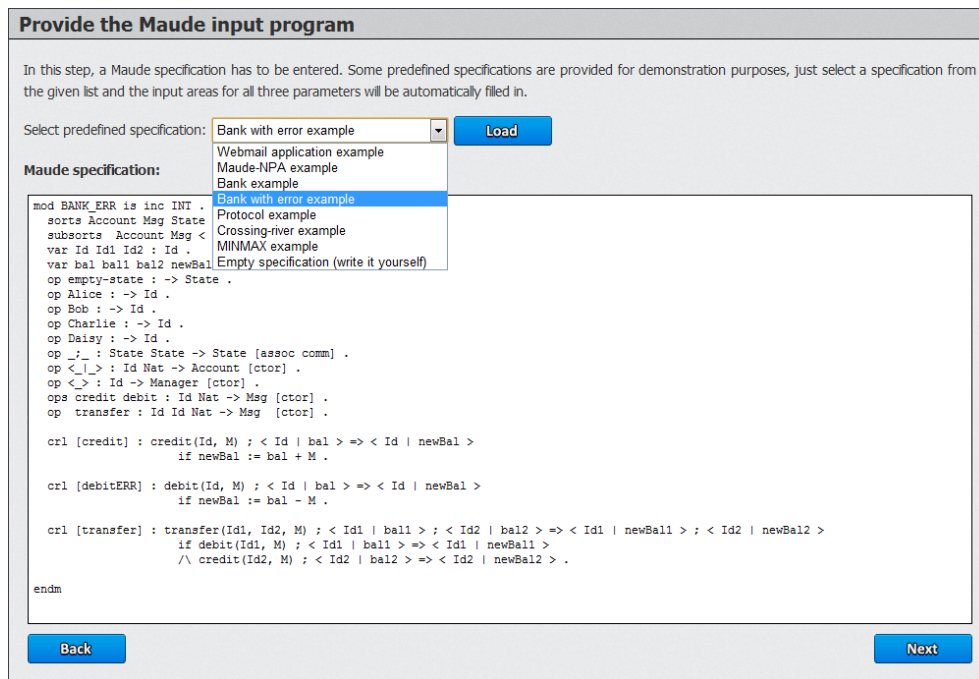 Provide the Maude input program
In this step, a Maude specification has to be entered. Some predefined specifications are provided for demonstration purposes, just select a specification from
the given list and the input areas for all three parameters will be automatically filled in.
Select predefined specification: Bank with error example Load
Webmail application example
Maude-NPA example
Bank example
Bank with error example
Protocol example
Crossing-river example
MINMAX example
Empty specification (write it yourself)
Maude specification:
mod BANK_ERR is inc INT .
sorts Account Msg State
subsorts Account Msg <
var Id Id1 Id2 : Id .
var bal bal1 bal2 newBal
op empty-state : -> State .
op Alice : -> Id .
op Bob : -> Id .
op Charlie : -> Id .
op Daisy : -> Id .
op _;_ : State State -> State [assoc comm] .
op <_|_> : Id Nat -> Account [ctor] .
op <_> : Id -> Manager [ctor] .
ops credit debit : Id Nat -> Msg [ctor] .
op transfer : Id Id Nat -> Msg [ctor] .
crl [credit] : credit(Id, M) ; < Id | bal > => < Id | newBal >
if newBal := bal + M .
crl [debitERR] : debit(Id, M) ; < Id | bal > => < Id | newBal >
if newBal := bal - M .
crl [transfer] : transfer(Id1, Id2, M) ; < Id1 | bal1 > ; < Id2 | bal2 > => < Id1 | newBal1 > ; < Id2 | newBal2 >
if debit(Id1, M) ; < Id1 | bal1 > => < Id1 | newBal1 >
/\ credit(Id2, M) ; < Id2 | bal2 > => < Id2 | newBal2 > .
endm
Back Next